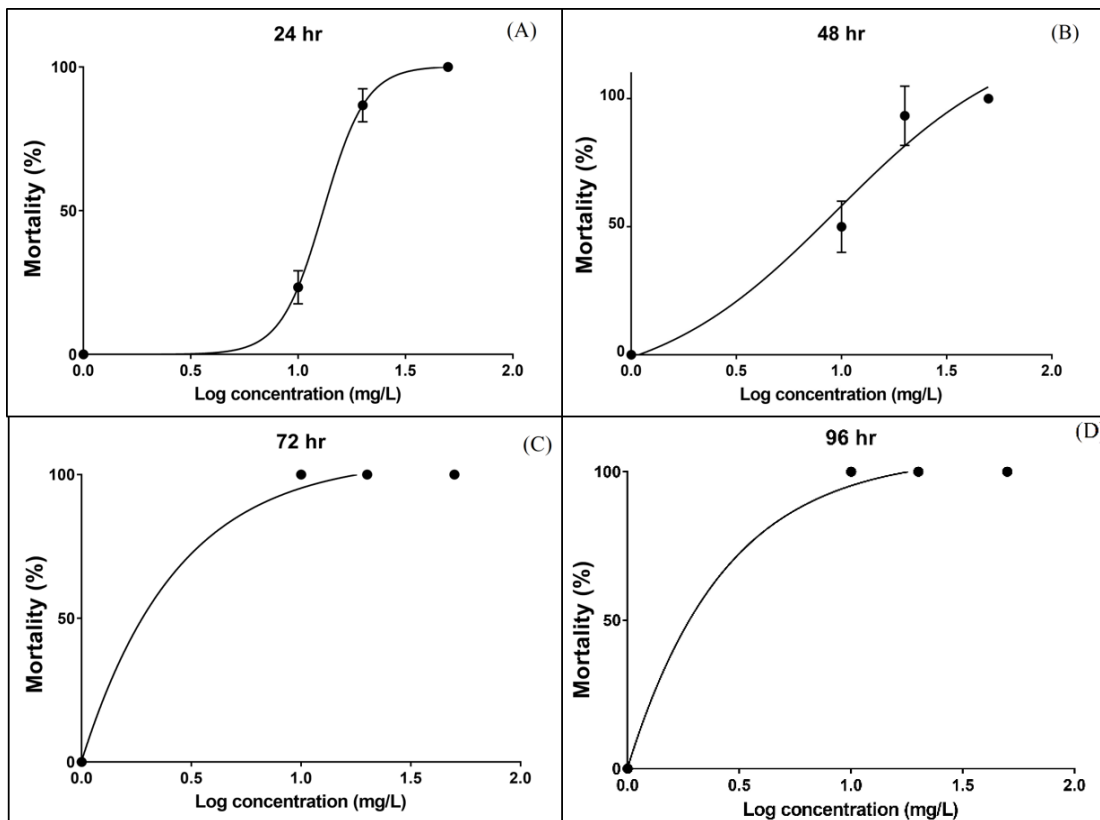 24 hr
(A)
100
50
0
Mortality (%)
0.0 0.5 1.0 1.5 2.0
Log concentration (mg/L)
48 hr
(B)
100
50
0
Mortality (%)
0.0 0.5 1.0 1.5 2.0
Log concentration (mg/L)
72 hr
(C)
100
50
0
Mortality (%)
0.0 0.5 1.0 1.5 2.0
Log concentration (mg/L)
96 hr
(D)
100
50
0
Mortality (%)
0.0 0.5 1.0 1.5 2.0
Log concentration (mg/L)